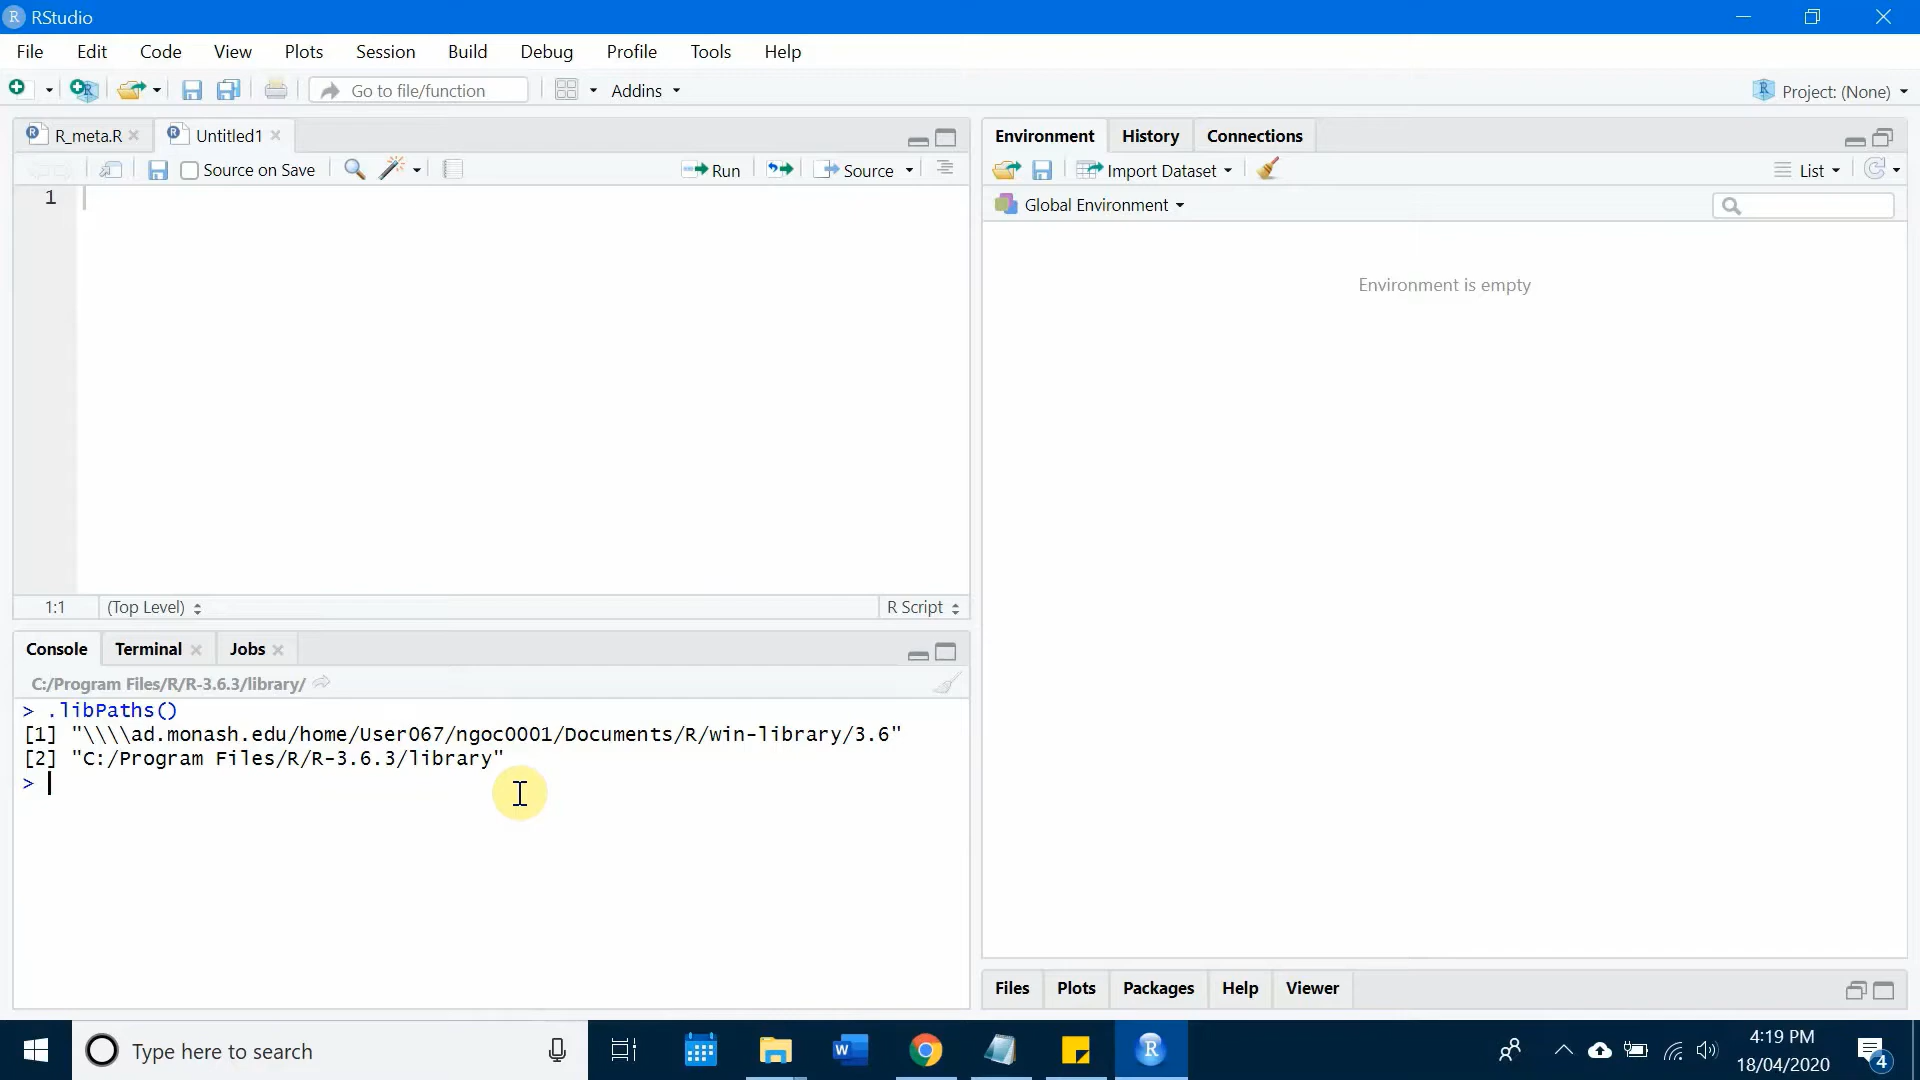 RStudio
File Edit Code View Plots Session Build Debug Profile Tools Help
Go to file/function Addins Project: (None)
R_meta.R Untitled1
Source on Save Run Source
1
1:1 (Top Level) R Script
Console Terminal Jobs
C:/Program Files/R/R-3.6.3/library/
> .libPaths()
[1] "\\\\ad.monash.edu/home/User067/ngoc0001/Documents/R/win-library/3.6"
[2] "C:/Program Files/R/R-3.6.3/library"
>
Environment History Connections
Import Dataset List
Global Environment
Environment is empty
Files Plots Packages Help Viewer
Type here to search
4:19 PM
18/04/2020
4